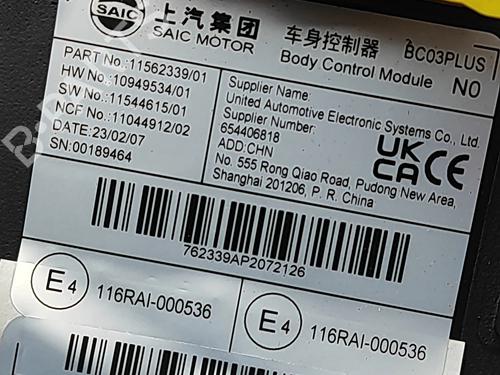 SAIC 上汽集团
SAIC MOTOR
车身控制器 BC03PLUS
Body Control Module N0
PART No.:11562339/01
HW No.:10949534/01
SW No.:11544615/01
NCF No.:11044912/02
DATE:23/02/07
SN:00189464
Supplier Name:
United Automotive Electronic Systems Co., Ltd.
Supplier Number:
654406818
ADD:CHN
No. 555 Rong Qiao Road, Pudong New Area,
Shanghai 201206, P. R. China
UK
CA CE
762339AP2072126
E4 116RAI-000536
E4 116RAI-000536